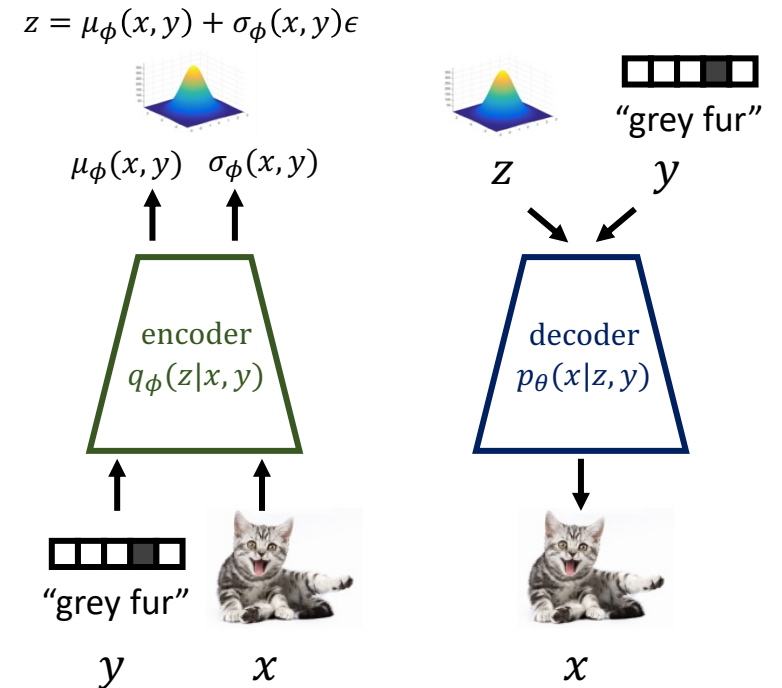 z = μ_ϕ(x, y) + σ_ϕ(x, y)ϵ
μ_ϕ(x, y) σ_ϕ(x, y)
encoder
q_ϕ(z|x, y)
“grey fur”
y x
“grey fur”
z y
decoder
p_θ(x|z, y)
x